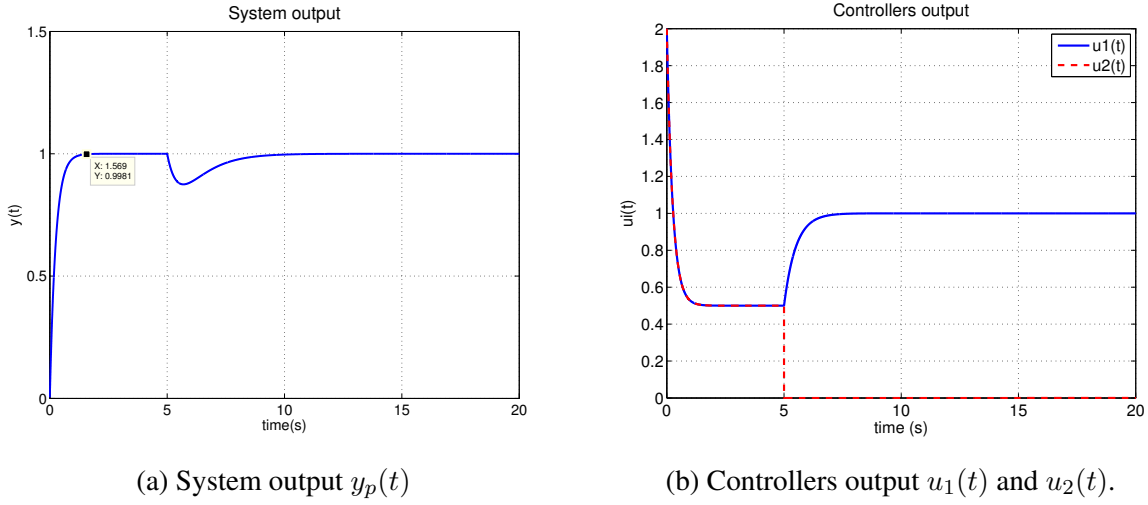 System output
1.5
1
0.5
0
y(t)
X: 1.569
Y: 0.9981
0 5 10 15 20
time(s)
(a) System output y_p(t)
Controllers output
2
1.8
1.6
1.4
1.2
1
0.8
0.6
0.4
0.2
0
ui(t)
u1(t)
u2(t)
0 5 10 15 20
time (s)
(b) Controllers output u_1(t) and u_2(t).